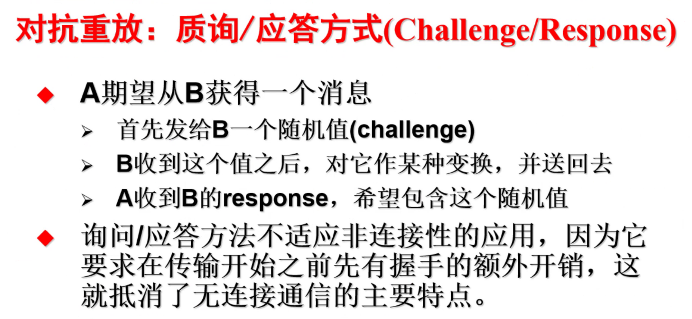 对抗重放：质询/应答方式(Challenge/Response)
A期望从B获得一个消息
首先发给B一个随机值(challenge)
B收到这个值之后，对它作某种变换，并送回去
A收到B的response，希望包含这个随机值
询问/应答方法不适应非连接性的应用，因为它
要求在传输开始之前先有握手的额外开销，这
就抵消了无连接通信的主要特点。